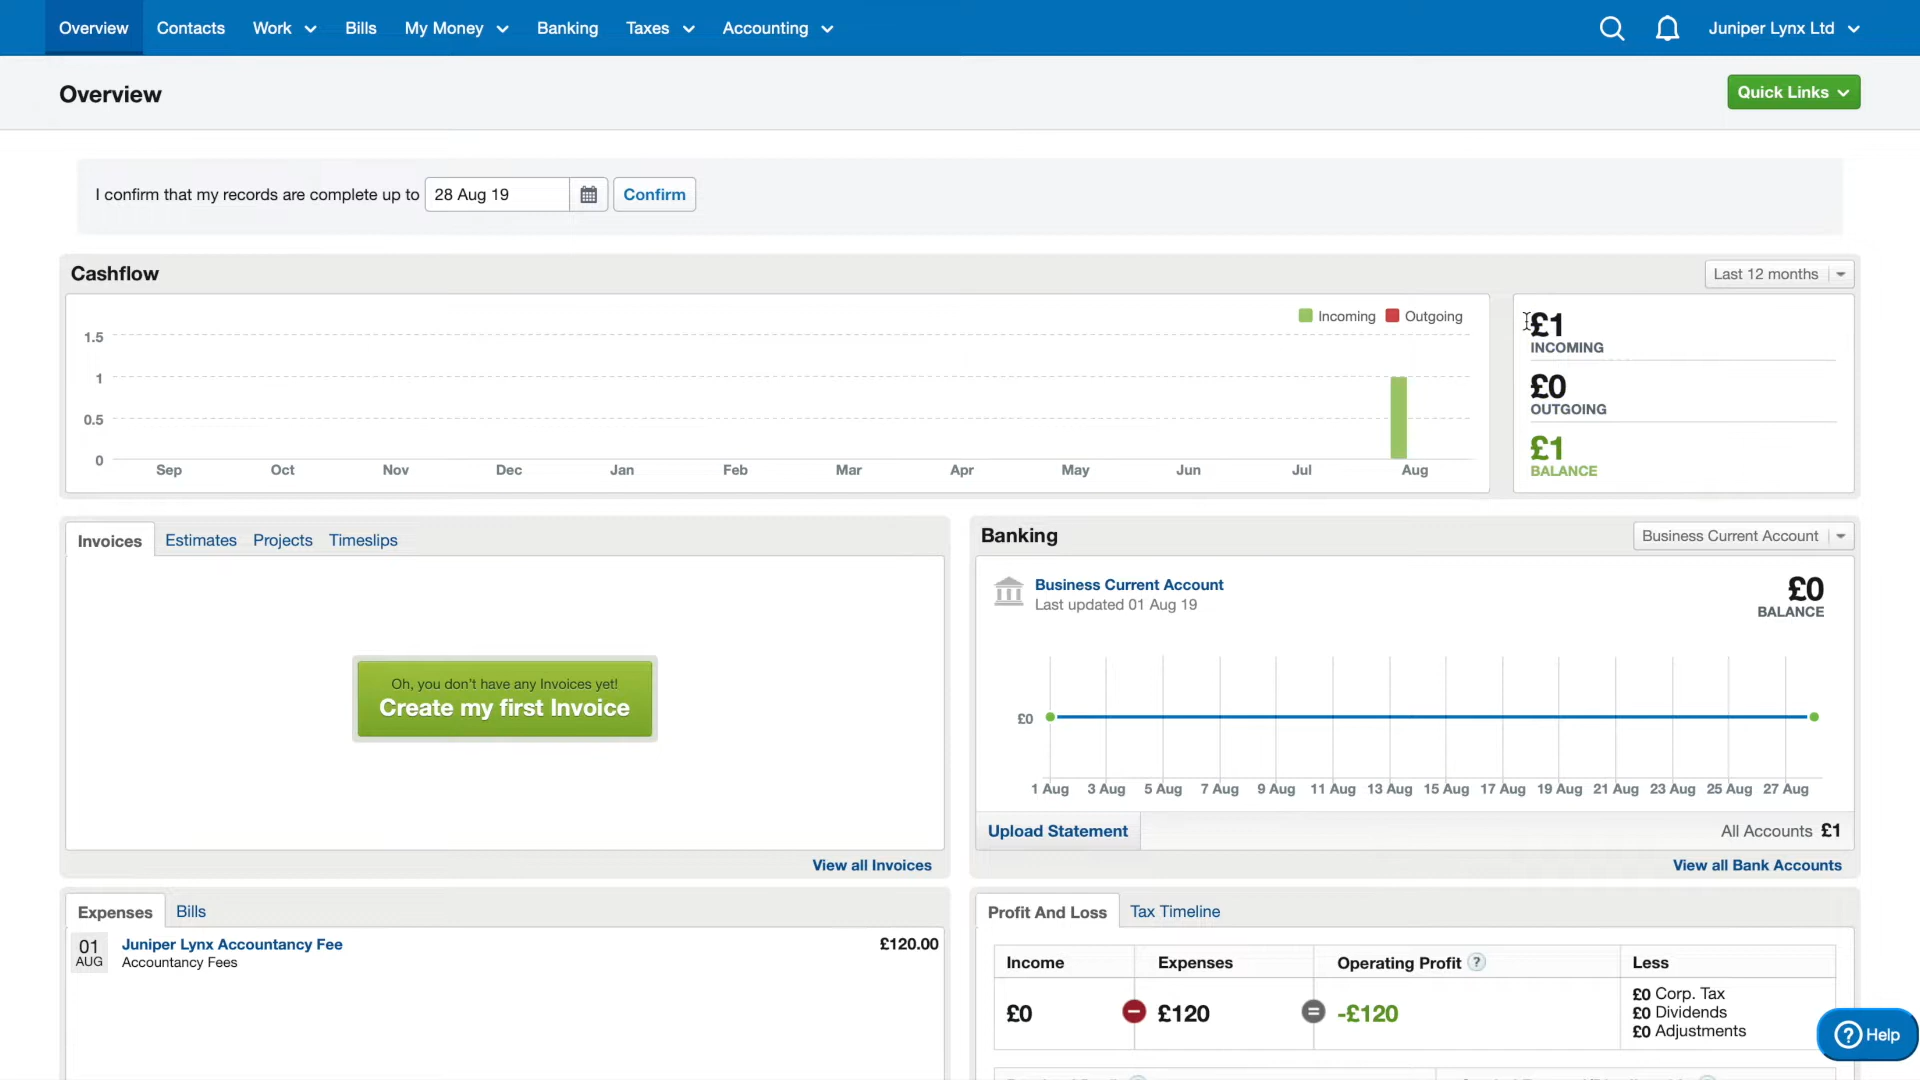 Overview Contacts Work Bills My Money Banking Taxes Accounting Juniper Lynx Ltd
Overview
Quick Links
I confirm that my records are complete up to 28 Aug 19 Confirm
Cashflow
Last 12 months
Incoming Outgoing
1.5
1
0.5
0
Sep Oct Nov Dec Jan Feb Mar Apr May Jun Jul Aug
£1
INCOMING
£0
OUTGOING
£1
BALANCE
Invoices Estimates Projects Timeslips
Oh, you don't have any Invoices yet!
Create my first Invoice
View all Invoices
Banking
Business Current Account
Business Current Account
Last updated 01 Aug 19
£0
BALANCE
£0
1 Aug 3 Aug 5 Aug 7 Aug 9 Aug 11 Aug 13 Aug 15 Aug 17 Aug 19 Aug 21 Aug 23 Aug 25 Aug 27 Aug
Upload Statement
All Accounts £1
View all Bank Accounts
Expenses Bills
01
AUG
Juniper Lynx Accountancy Fee
£120.00
Accountancy Fees
Profit And Loss Tax Timeline
Income Expenses Operating Profit ? Less
£0 £120 -£120
£0 Corp. Tax
£0 Dividends
£0 Adjustments
? Help